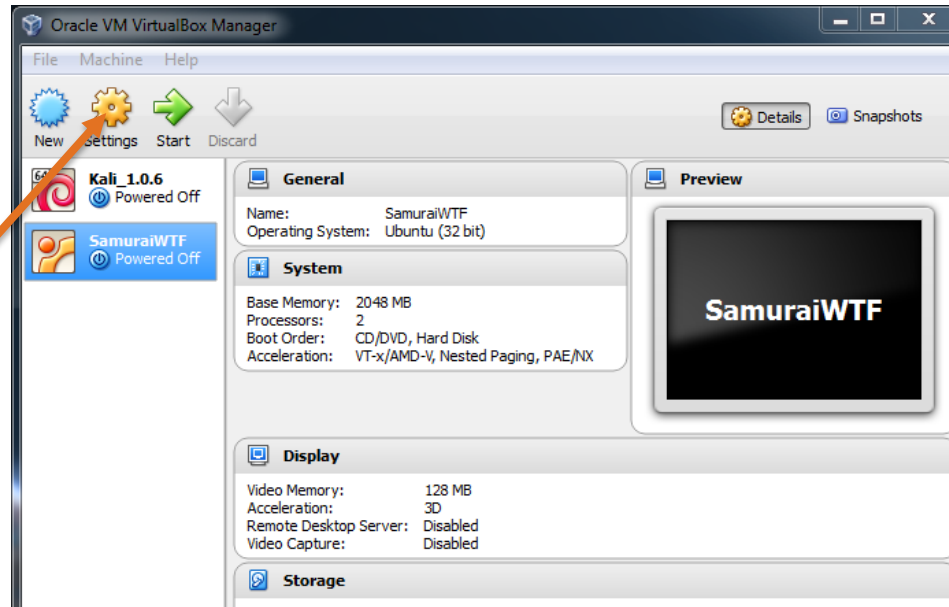 Oracle VM VirtualBox Manager
File Machine Help
New Settings Start Discard
Details Snapshots
64
Kali_1.0.6
Powered Off
SamuraiWTF
Powered Off
General
Name: SamuraiWTF
Operating System: Ubuntu (32 bit)
System
Base Memory: 2048 MB
Processors: 2
Boot Order: CD/DVD, Hard Disk
Acceleration: VT-x/AMD-V, Nested Paging, PAE/NX
Preview
SamuraiWTF
Display
Video Memory: 128 MB
Acceleration: 3D
Remote Desktop Server: Disabled
Video Capture: Disabled
Storage